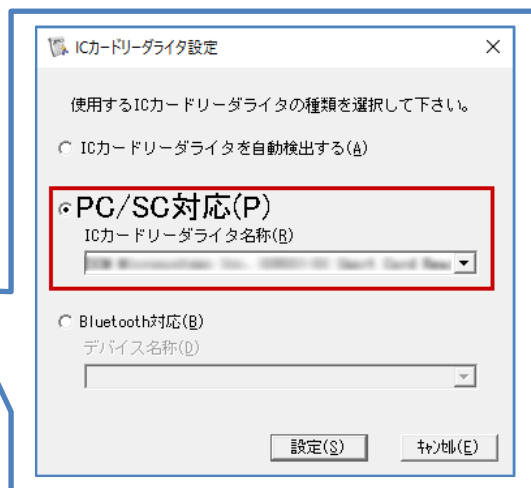 ICカードリーダライタ設定
使用するICカードリーダライタの種類を選択して下さい。
ICカードリーダライタを自動検出する(A)
PC/SC対応(P)
ICカードリーダライタ名称(R)
Bluetooth対応(B)
デバイス名称(D)
設定(S) ｷｬﾝｾﾙ(E)